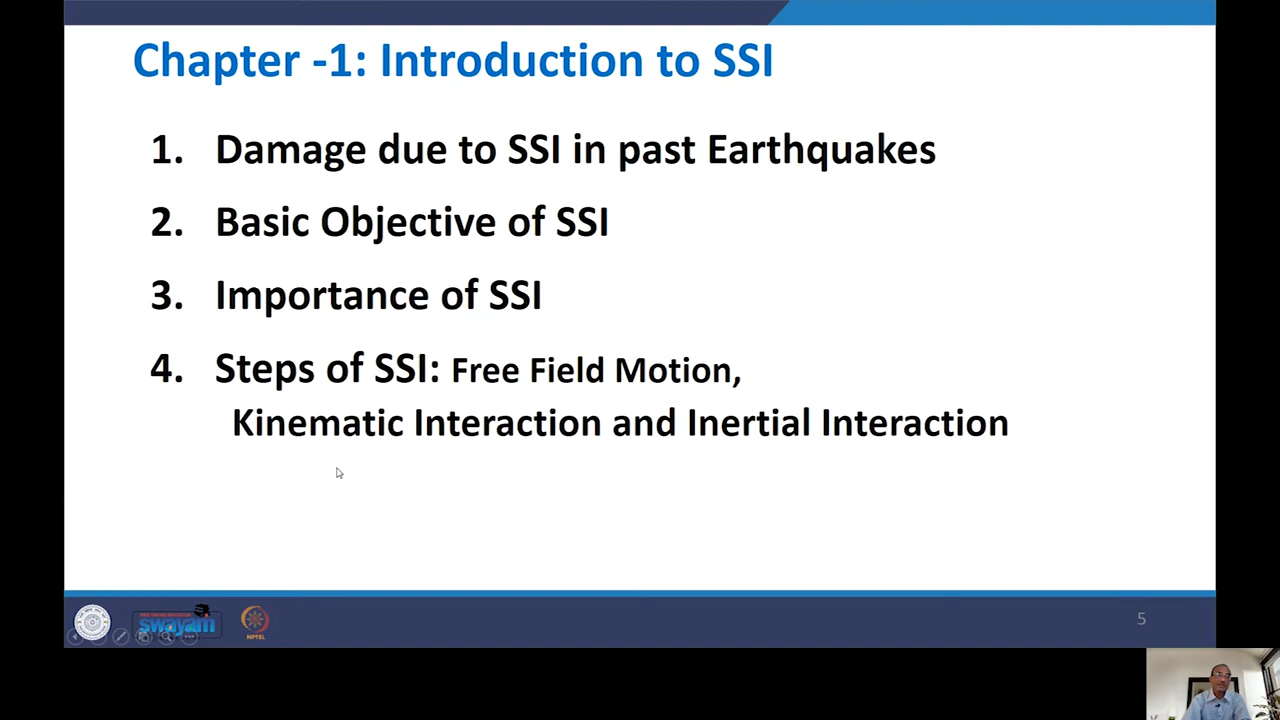 Chapter -1: Introduction to SSI
1. Damage due to SSI in past Earthquakes
2. Basic Objective of SSI
3. Importance of SSI
4. Steps of SSI: Free Field Motion,
Kinematic Interaction and Inertial Interaction
swayam
NPTEL
5